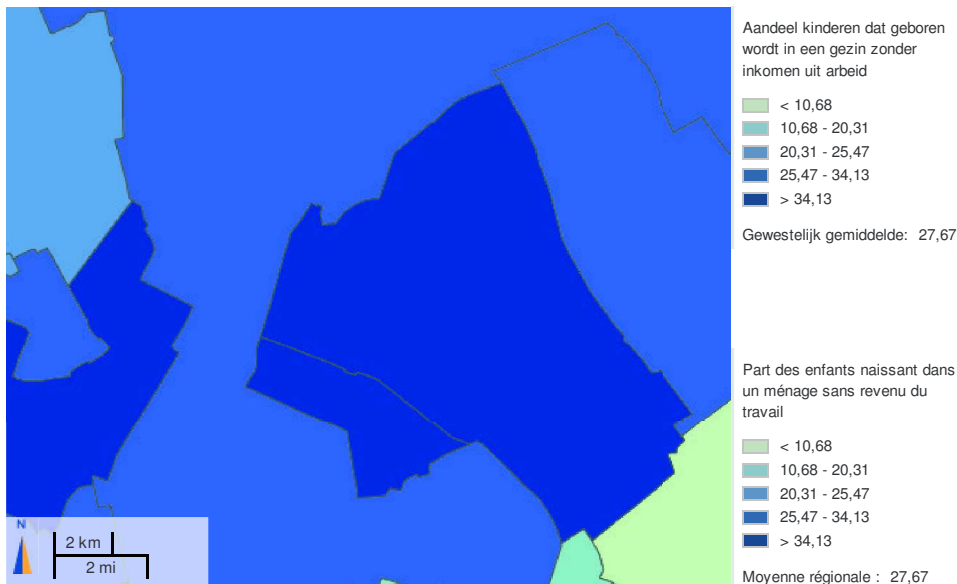 Aandeel kinderen dat geboren
wordt in een gezin zonder
inkomen uit arbeid
< 10,68
10,68 - 20,31
20,31 - 25,47
25,47 - 34,13
> 34,13
Gewestelijk gemiddelde: 27,67
Part des enfants naissant dans
un ménage sans revenu du
travail
< 10,68
10,68 - 20,31
20,31 - 25,47
25,47 - 34,13
> 34,13
Moyenne régionale : 27,67
N
2 km
2 mi